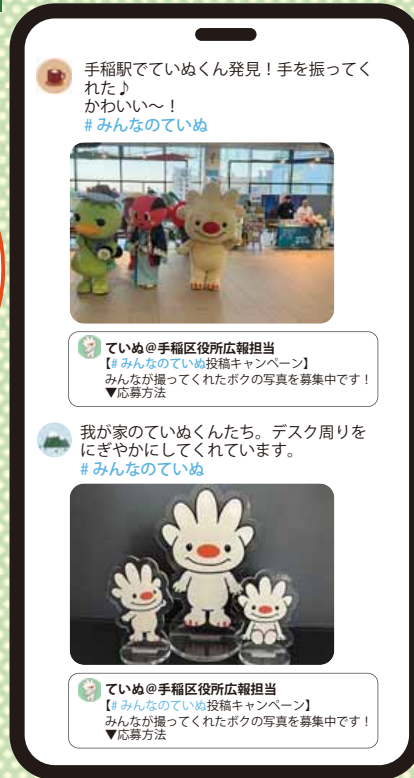 手稲駅でていぬくん発見！手を振ってく
れた♪
かわいい〜！
#みんなのていぬ
ていぬ@手稲区役所広報担当
【#みんなのていぬ投稿キャンペーン】
みんなが撮ってくれたボクの写真を募集中です！
▼応募方法
我が家のていぬくんたち。デスク周りを
にぎやかにしてくれています。
#みんなのていぬ
ていぬ@手稲区役所広報担当
【#みんなのていぬ投稿キャンペーン】
みんなが撮ってくれたボクの写真を募集中です！
▼応募方法